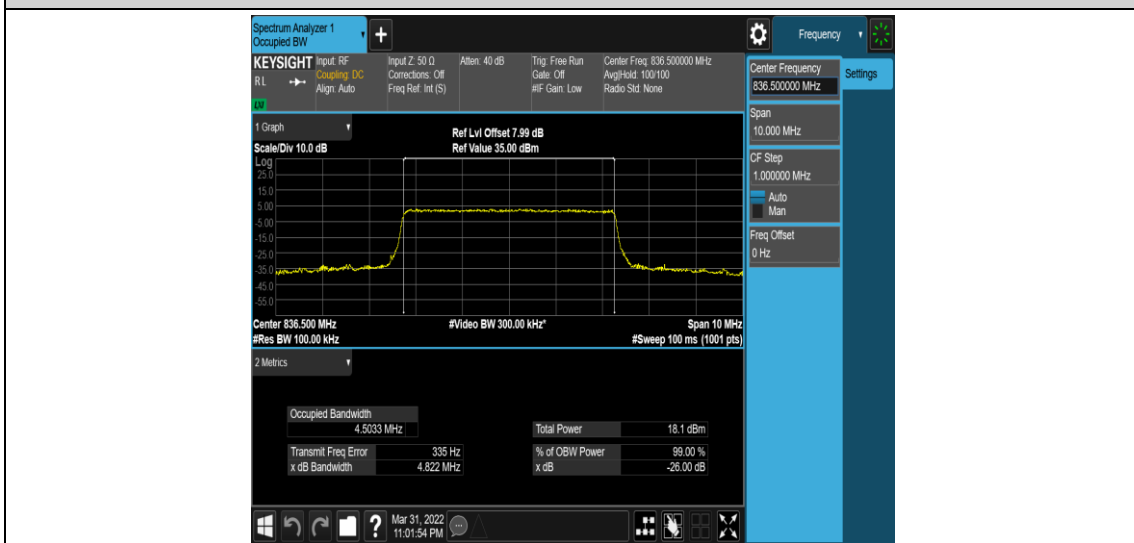 Spectrum Analyzer 1
Occupied BW
+
Frequency
KEYSIGHT
RL
LXI
Input: RF
Coupling: DC
Align: Auto
Input Z: 50 Ω
Corrections: Off
Freq Ref: Int (S)
Atten: 40 dB
Trig: Free Run
Gate: Off
#IF Gain: Low
Center Freq: 836.500000 MHz
Avg|Hold: 100/100
Radio Std: None
Center Frequency
836.500000 MHz
Settings
Span
10.000 MHz
CF Step
1.000000 MHz
Auto
Man
Freq Offset
0 Hz
1 Graph
Scale/Div 10.0 dB
Ref Lvl Offset 7.99 dB
Ref Value 35.00 dBm
Log
25.0
15.0
5.00
-5.00
-15.0
-25.0
-35.0
-45.0
-55.0
Center 836.500 MHz
#Video BW 300.00 kHz*
Span 10 MHz
#Res BW 100.00 kHz
#Sweep 100 ms (1001 pts)
2 Metrics
Occupied Bandwidth
4.5033 MHz
Total Power 18.1 dBm
Transmit Freq Error 335 Hz
% of OBW Power 99.00 %
x dB Bandwidth 4.822 MHz
x dB -26.00 dB
?
Mar 31, 2022
11:01:54 PM